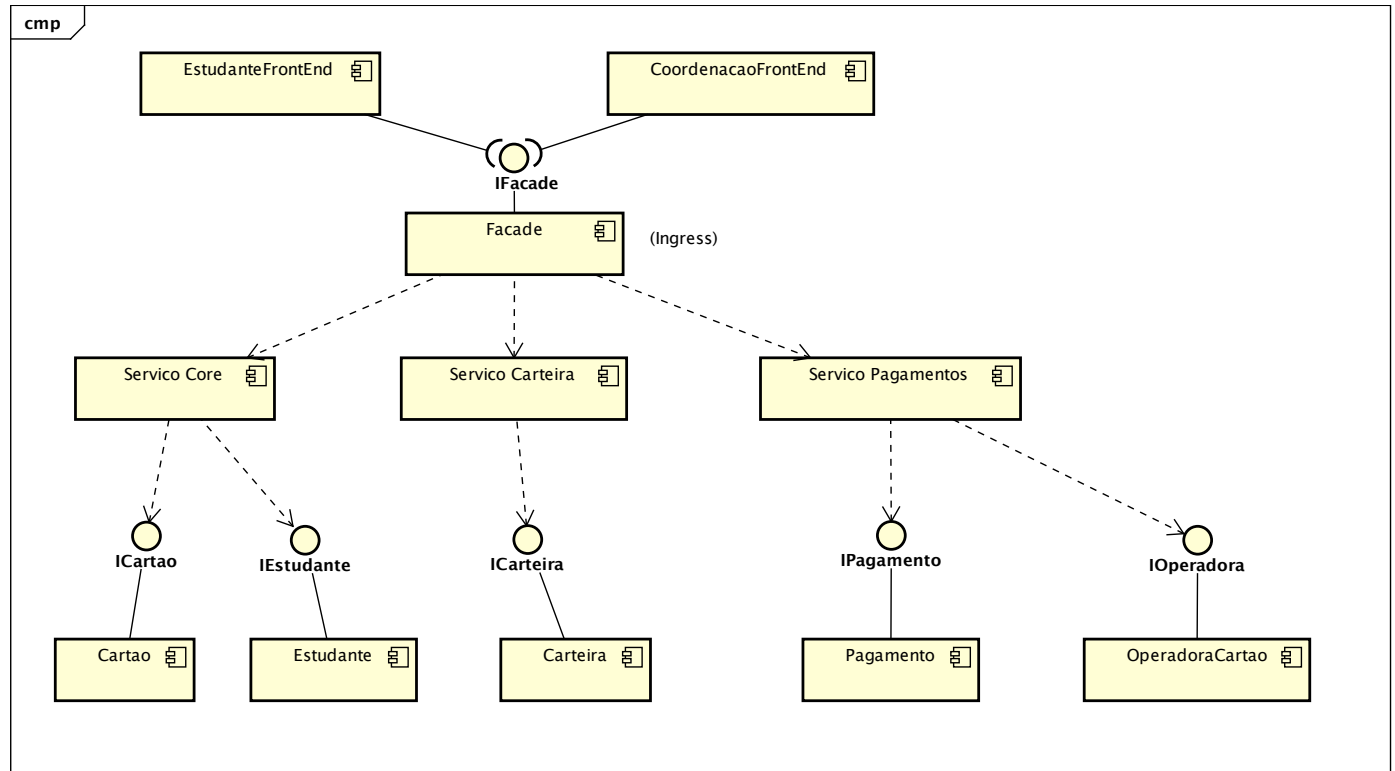 cmp
EstudanteFrontEnd
CoordenacaoFrontEnd
IFacade
Facade
(Ingress)
Servico Core
Servico Carteira
Servico Pagamentos
ICartao
IEstudante
ICarteira
IPagamento
IOperadora
Cartao
Estudante
Carteira
Pagamento
OperadoraCartao